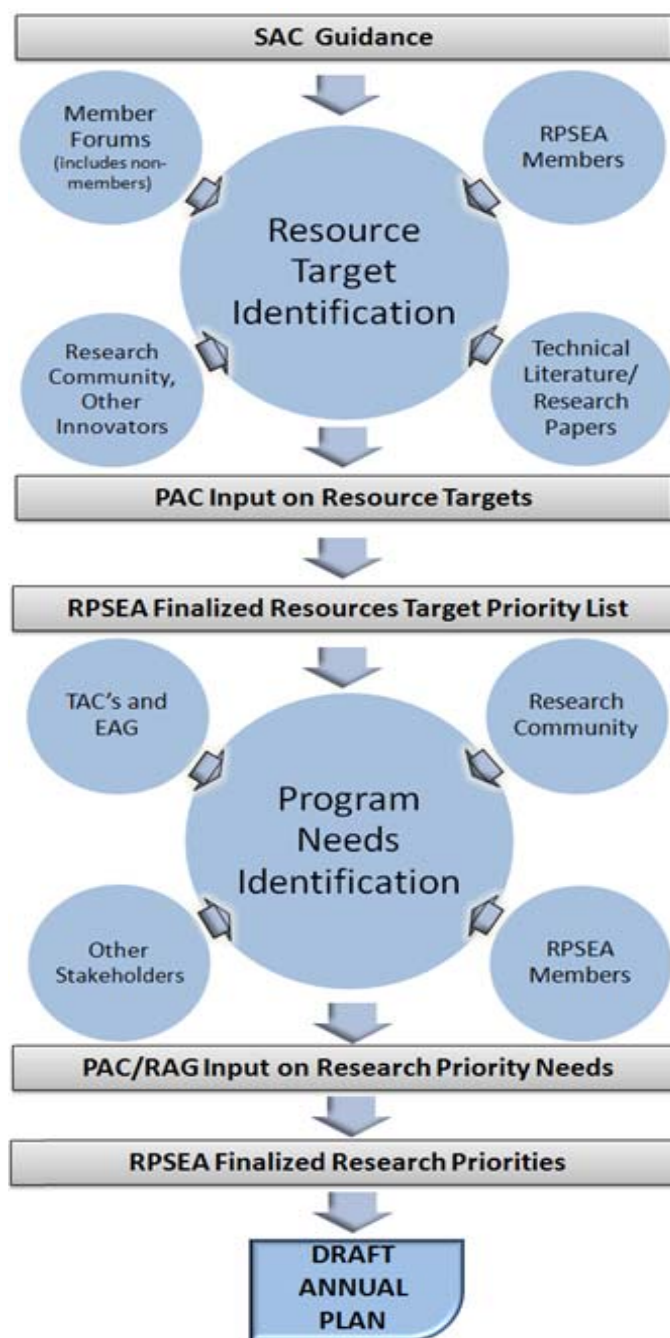 SAC Guidance
Member
Forums
(includes non-
members)
RPSEA
Members
Resource
Target
Identification
Research
Community,
Other
Innovators
Technical
Literature/
Research
Papers
PAC Input on Resource Targets
RPSEA Finalized Resources Target Priority List
TAC's and
EAG
Research
Community
Program
Needs
Identification
Other
Stakeholders
RPSEA
Members
PAC/RAG Input on Research Priority Needs
RPSEA Finalized Research Priorities
DRAFT
ANNUAL
PLAN